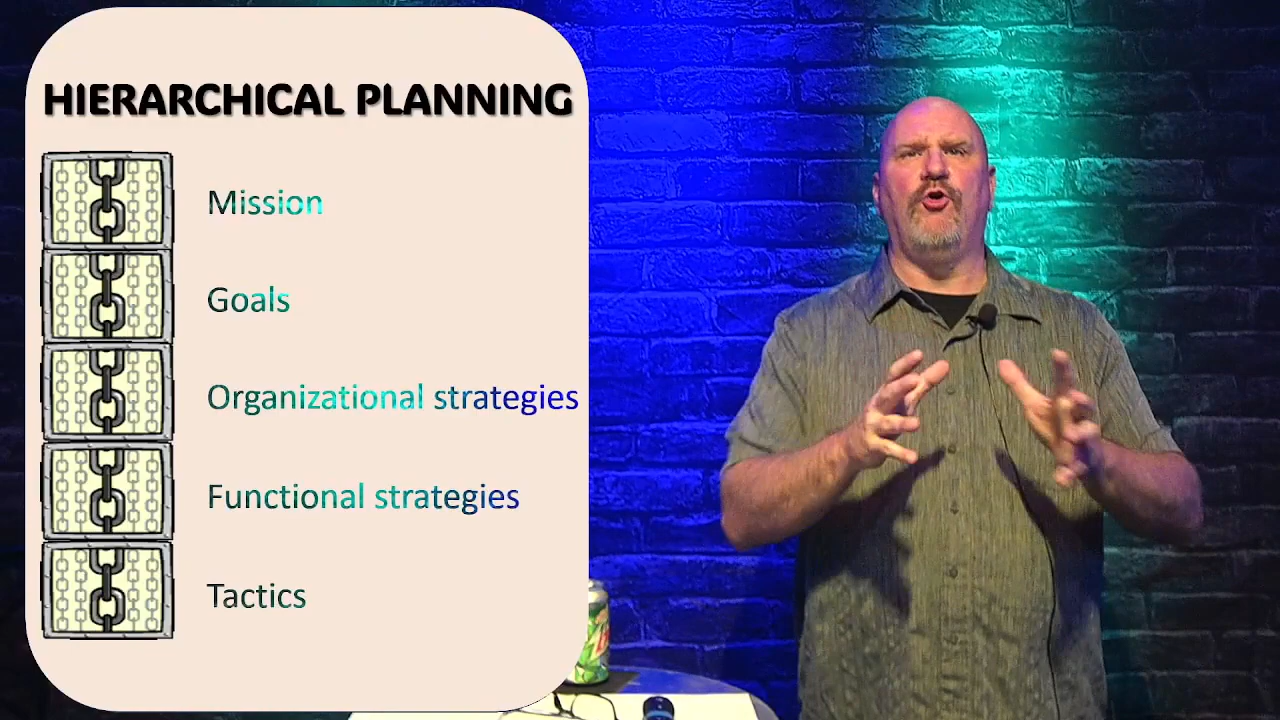 HIERARCHICAL PLANNING
Mission
Goals
Organizational strategies
Functional strategies
Tactics